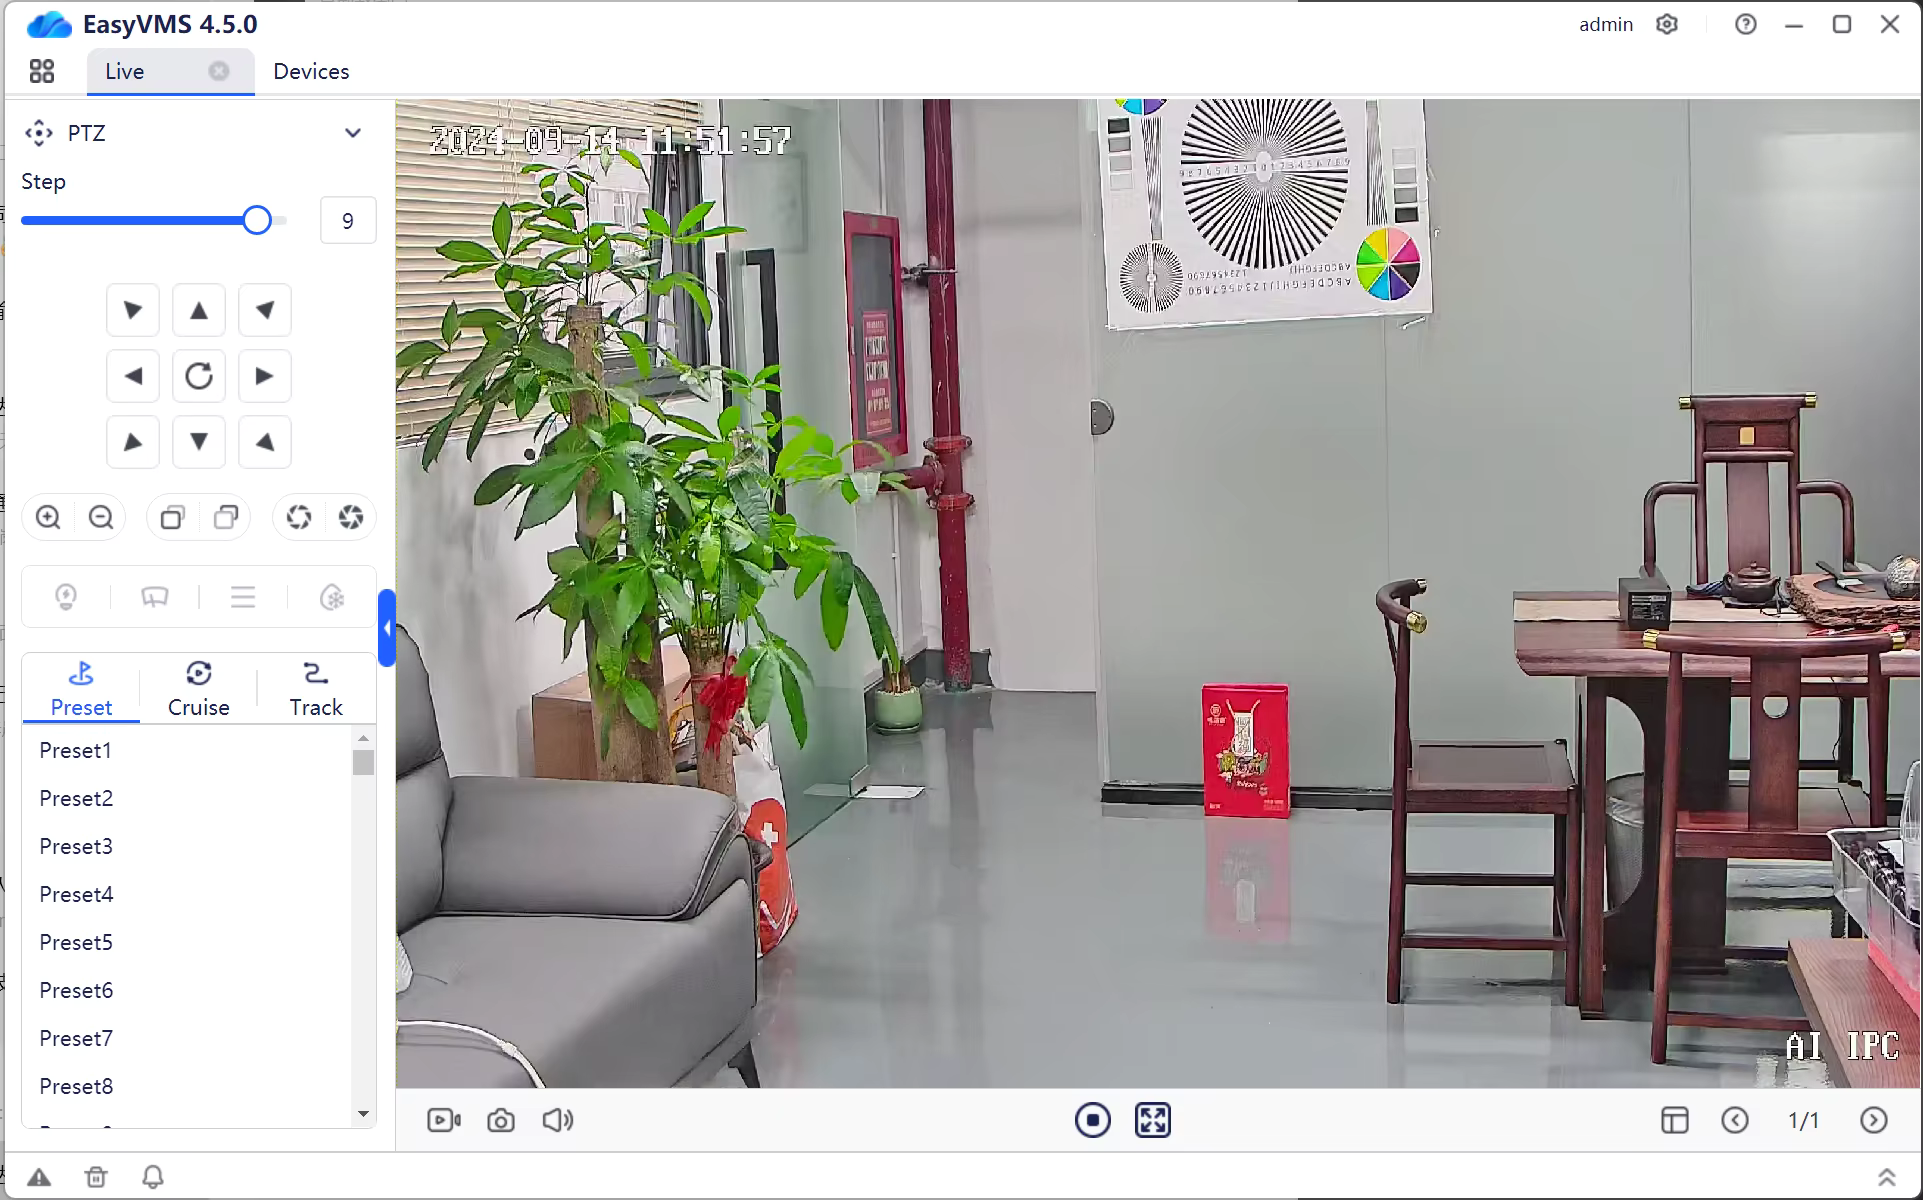 EasyVMS 4.5.0
admin
Live
Devices
PTZ
Step
9
Preset
Cruise
Track
Preset1
Preset2
Preset3
Preset4
Preset5
Preset6
Preset7
Preset8
2024-09-14 11:51:57
AI IPC
1/1